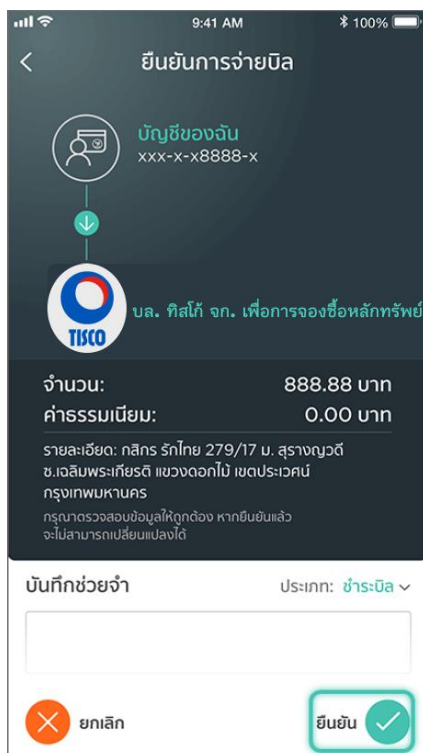 9:41 AM
100%
ยืนยันการจ่ายบิล
บัญชีของฉัน
xxx-x-x8888-x
TISCO
บล. ทิสโก้ จก. เพื่อการจองซื้อหลักทรัพย์
จำนวน: 888.88 บาท
ค่าธรรมเนียม: 0.00 บาท
รายละเอียด: กสิกร รักไทย 279/17 ม. สุรางญวดี
ซ.เฉลิมพระเกียรติ แขวงดอกไม้ เขตประเวศน์
กรุงเทพมหานคร
กรุณาตรวจสอบข้อมูลให้ถูกต้อง หากยืนยันแล้ว
จะไม่สามารถเปลี่ยนแปลงได้
บันทึกช่วยจำ ประเภท: ชำระบิล
ยกเลิก ยืนยัน